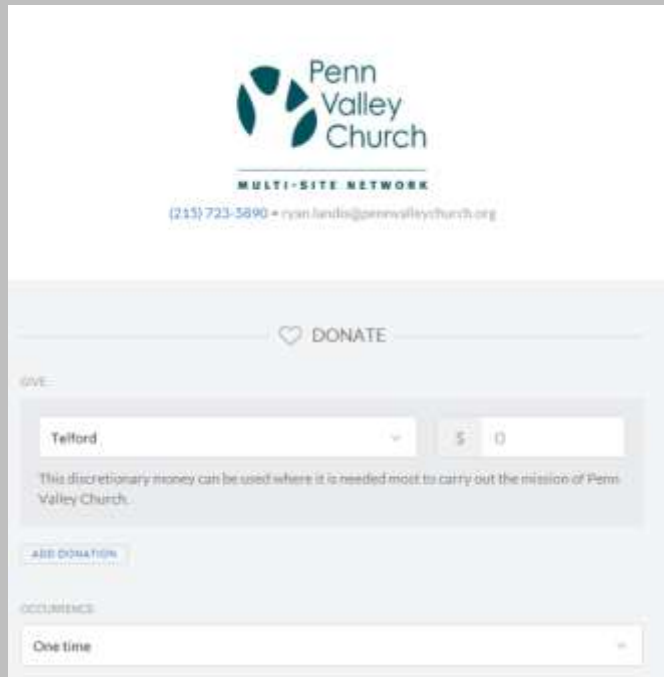 Penn
Valley
Church
MULTI-SITE NETWORK
(215) 723-5890 • ryan.landis@pennvalleychurch.org
DONATE
GIVE
Telford
$ 0
This discretionary money can be used where it is needed most to carry out the mission of Penn
Valley Church.
ADD DONATION
OCCURRENCE
One time